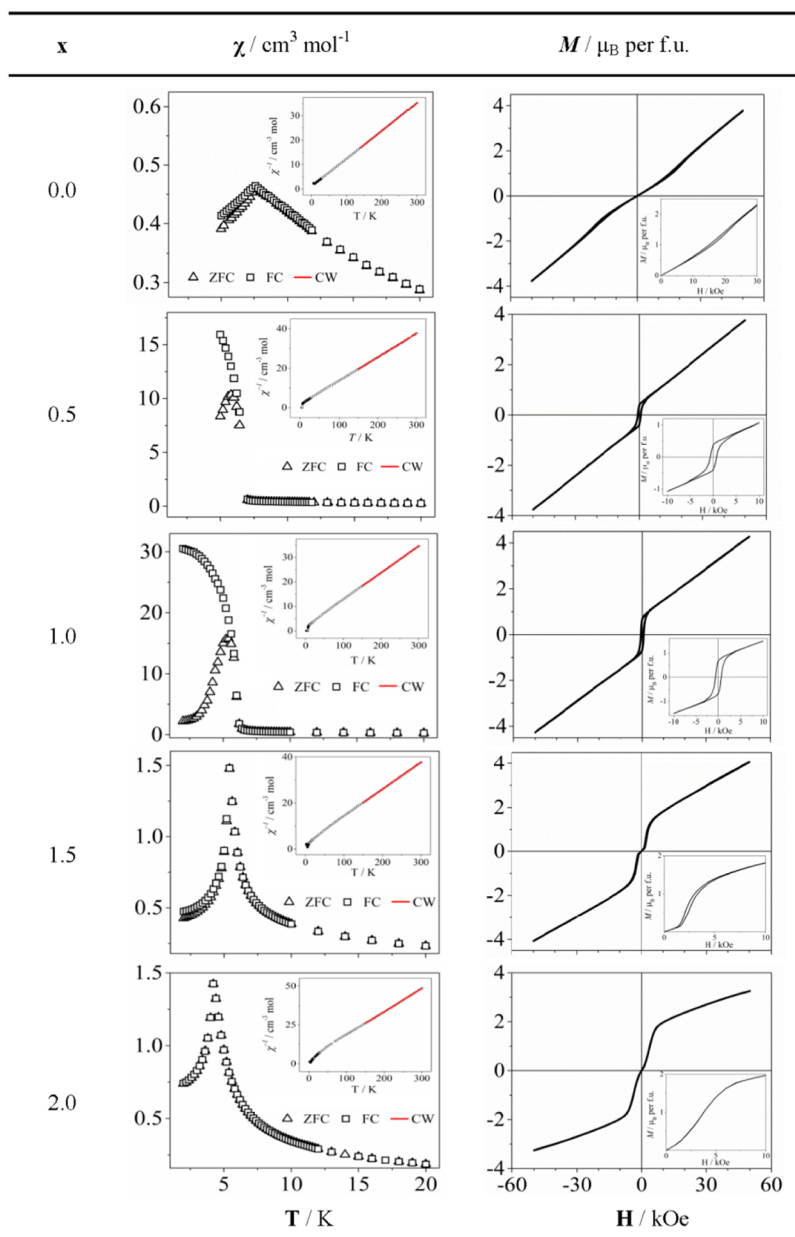 x χ / cm³ mol⁻¹ M / μB per f.u.
0.0
0.6
0.5
0.4
0.3
χ⁻¹ / cm⁻³ mol
30
20
10
0
0 100 200 300
T / K
ZFC FC CW
4
2
0
-2
-4
M / μB per f.u.
2
1
0
0 10 20 30
H / kOe
0.5
15
10
5
0
χ⁻¹ / cm⁻³ mol
40
20
0
0 100 200 300
T / K
ZFC FC CW
4
2
0
-2
-4
M / μB per f.u.
1
0
-1
-10 -5 0 5 10
H / kOe
1.0
30
20
10
0
χ⁻¹ / cm⁻³ mol
30
20
10
0
0 100 200 300
T / K
ZFC FC CW
4
2
0
-2
-4
M / μB per f.u.
1
0
-1
-10 -5 0 5 10
H / kOe
1.5
1.5
1.0
0.5
χ⁻¹ / cm⁻³ mol
40
20
0
0 100 200 300
T / K
ZFC FC CW
4
2
0
-2
-4
M / μB per f.u.
2
1
0 5 10
H / kOe
2.0
1.5
1.0
0.5
χ⁻¹ / cm⁻³ mol
50
25
0
0 100 200 300
T / K
ZFC FC CW
5 10 15 20
T / K
4
2
0
-2
-4
M / μB per f.u.
2
1
0 5 10
H / kOe
-60 -30 0 30 60
H / kOe